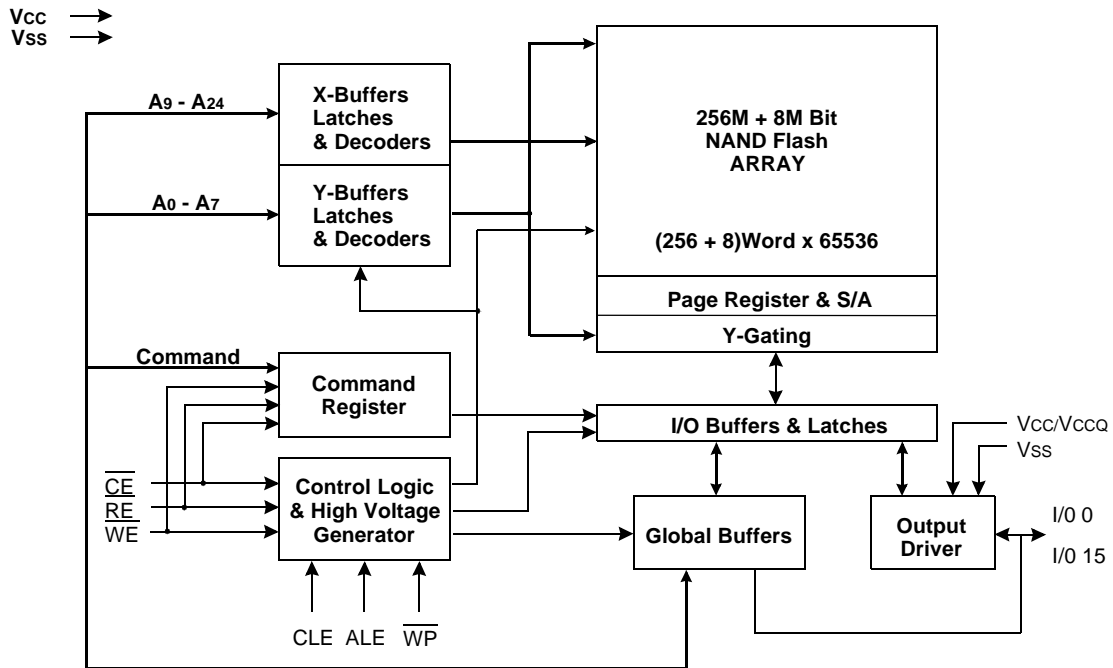 VCC
VSS
A9 - A24
X-Buffers
Latches
& Decoders
256M + 8M Bit
NAND Flash
ARRAY
A0 - A7
Y-Buffers
Latches
& Decoders
(256 + 8)Word x 65536
Page Register & S/A
Y-Gating
Command
Command
Register
I/O Buffers & Latches
VCC/VCCQ
VSS
CE
RE
WE
Control Logic
& High Voltage
Generator
Global Buffers
Output
Driver
I/0 0
I/0 15
CLE
ALE
WP